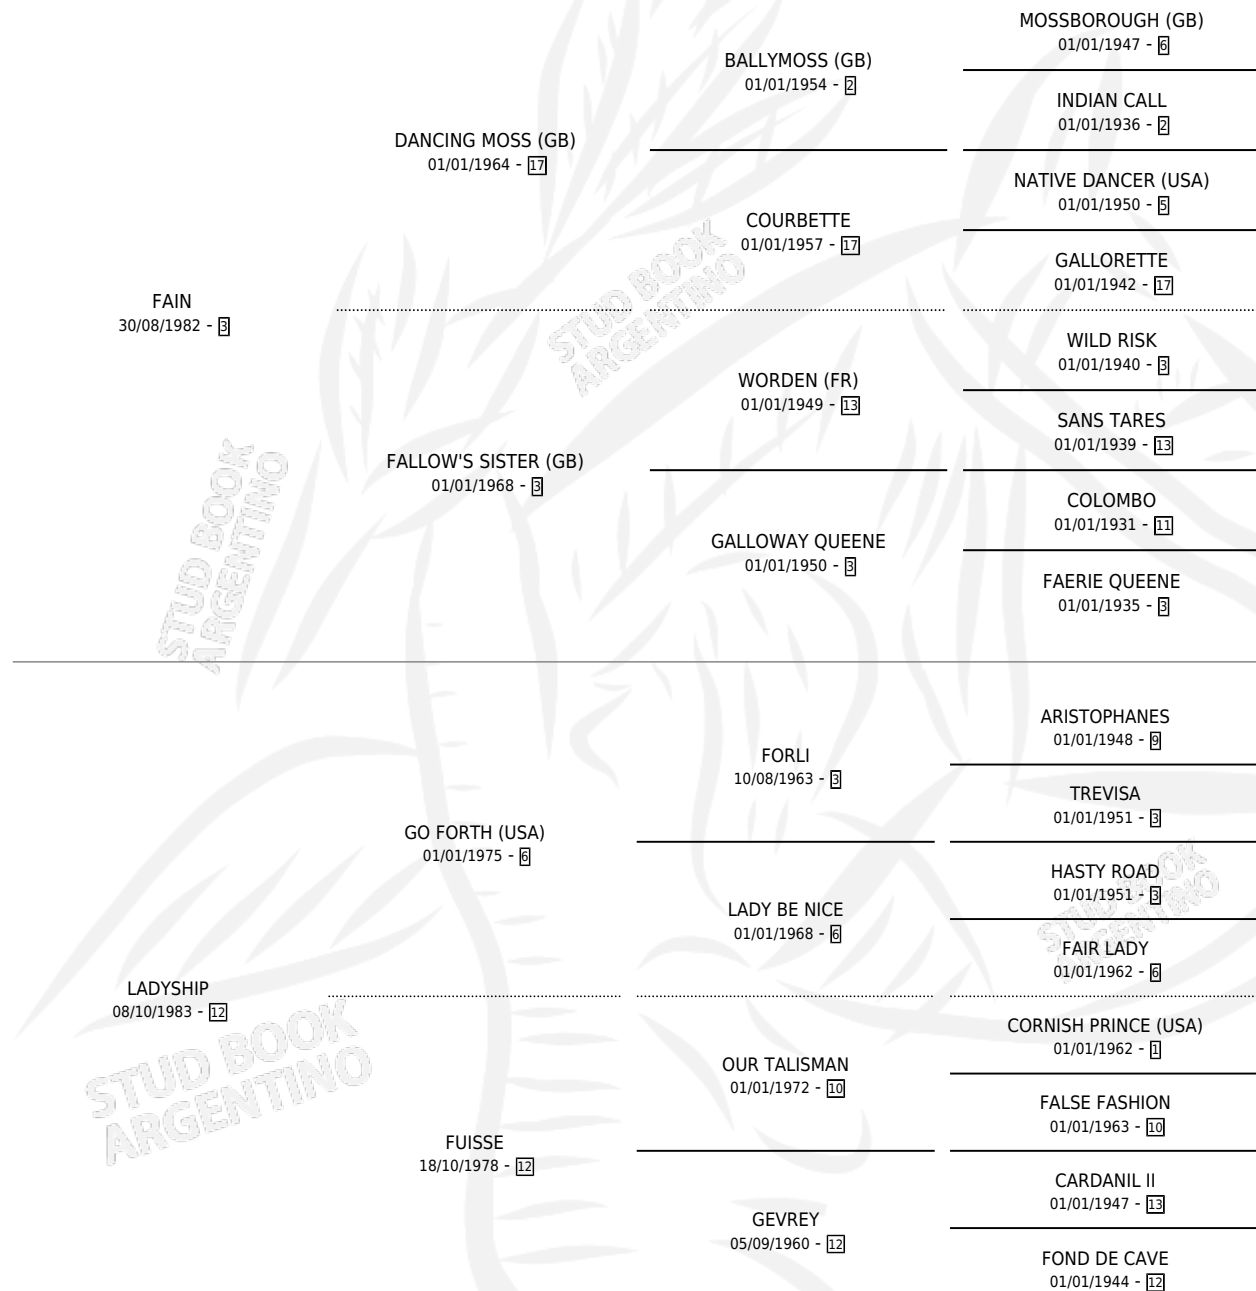 MOSSBOROUGH (GB)
01/01/1947 - 6
BALLYMOSS (GB)
01/01/1954 - 2
INDIAN CALL
01/01/1936 - 2
DANCING MOSS (GB)
01/01/1964 - 17
NATIVE DANCER (USA)
01/01/1950 - 5
COURBETTE
01/01/1957 - 17
GALLORETTE
01/01/1942 - 17
FAIN
30/08/1982 - 3
WILD RISK
01/01/1940 - 3
WORDEN (FR)
01/01/1949 - 13
SANS TARES
01/01/1939 - 13
FALLOW'S SISTER (GB)
01/01/1968 - 3
COLOMBO
01/01/1931 - 11
GALLOWAY QUEENE
01/01/1950 - 3
FAERIE QUEENE
01/01/1935 - 3
ARISTOPHANES
01/01/1948 - 9
FORLI
10/08/1963 - 3
TREVISA
01/01/1951 - 3
GO FORTH (USA)
01/01/1975 - 6
HASTY ROAD
01/01/1951 - 3
LADY BE NICE
01/01/1968 - 6
FAIR LADY
01/01/1962 - 6
LADYSHIP
08/10/1983 - 12
CORNISH PRINCE (USA)
01/01/1962 - 1
OUR TALISMAN
01/01/1972 - 10
FALSE FASHION
01/01/1963 - 10
FUISSE
18/10/1978 - 12
CARDANIL II
01/01/1947 - 13
GEVREY
05/09/1960 - 12
FOND DE CAVE
01/01/1944 - 12
STUD BOOK
ARGENTINO
STUD BOOK
ARGENTINO
STUD BOOK
ARGENTINO
STUD BOOK
ARGENTINO